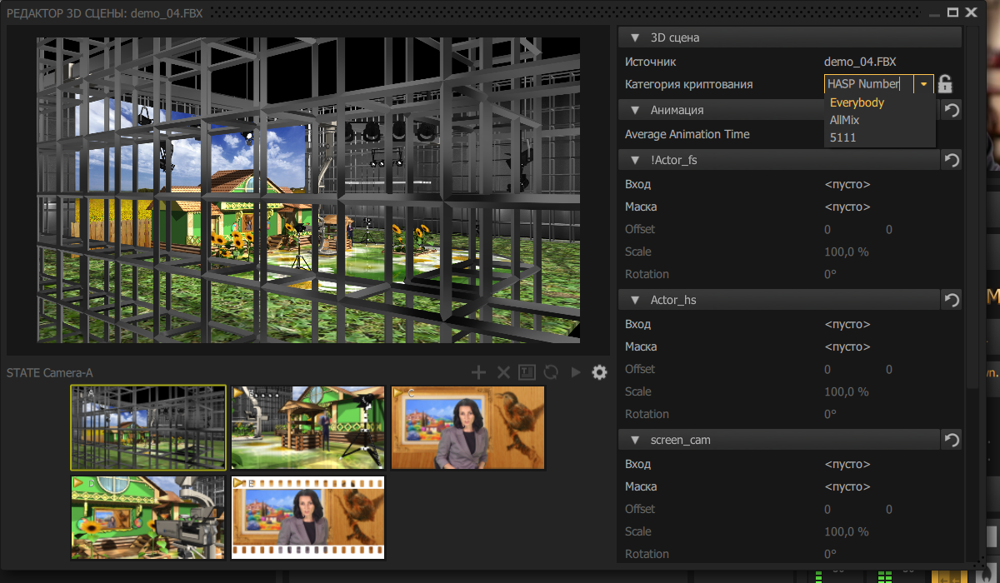 РЕДАКТОР 3D СЦЕНЫ: demo_04.FBX
3D сцена
Источник demo_04.FBX
Категория криптования HASP Number
Everybody
AllMix
5111
Анимация
Average Animation Time
!Actor_fs
Вход <пусто>
Маска <пусто>
Offset 0 0
Scale 100,0 %
Rotation 0°
Actor_hs
Вход <пусто>
Маска <пусто>
Offset 0 0
Scale 100,0 %
Rotation 0°
screen_cam
Вход <пусто>
Маска <пусто>
Offset 0 0
Scale 100,0 %
Rotation 0°
STATE Camera-A
A
B
C
D
E